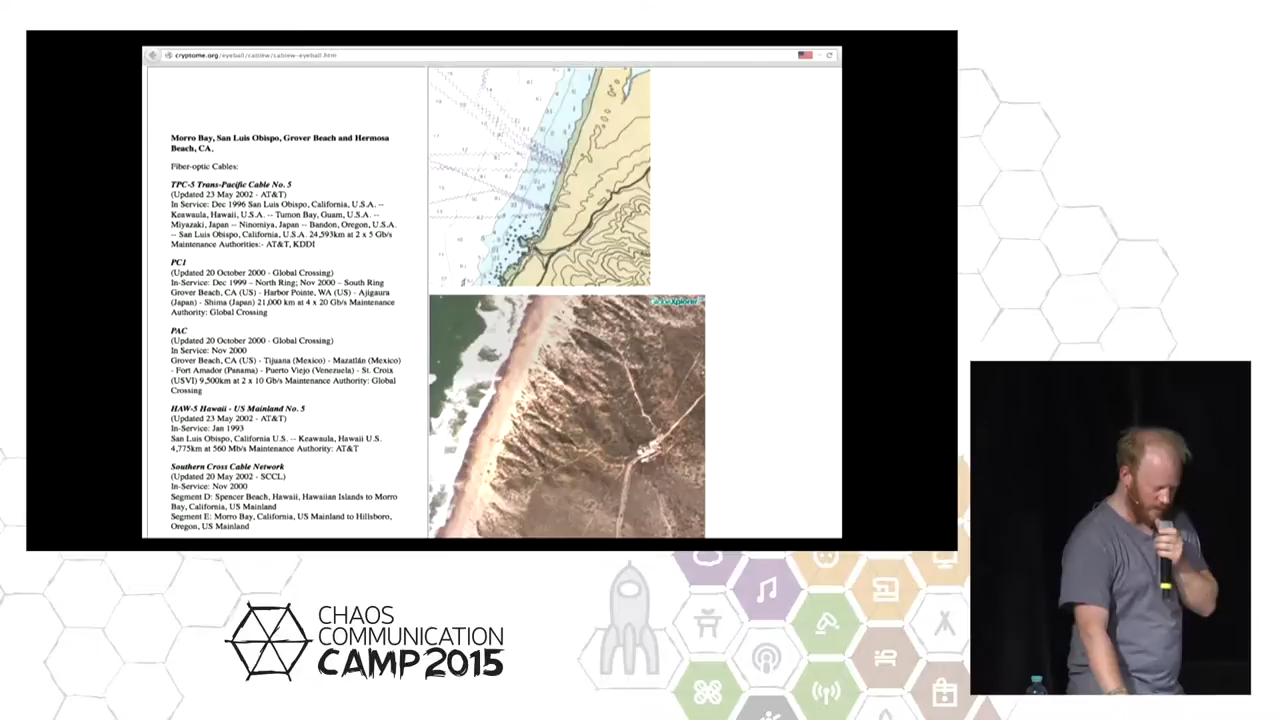 cryptome.org/eyeball/cablew/cablew-eyeball.htm
Morro Bay, San Luis Obispo, Grover Beach and Hermosa
Beach, CA.
Fiber-optic Cables:
TPC-5 Trans-Pacific Cable No. 5
(Updated 23 May 2002 - AT&T)
In Service: Dec 1996 San Luis Obispo, California, U.S.A. --
Keawaula, Hawaii, U.S.A. -- Tumon Bay, Guam, U.S.A. --
Miyazaki, Japan -- Ninomiya, Japan -- Bandon, Oregon, U.S.A.
-- San Luis Obispo, California, U.S.A. 24,593km at 2 x 5 Gb/s
Maintenance Authorities:- AT&T, KDDI
PC1
(Updated 20 October 2000 - Global Crossing)
In-Service: Dec 1999 – North Ring; Nov 2000 – South Ring
Grover Beach, CA (US) - Harbor Pointe, WA (US) - Ajigaura
(Japan) - Shima (Japan) 21,000 km at 4 x 20 Gb/s Maintenance
Authority: Global Crossing
PAC
(Updated 20 October 2000 - Global Crossing)
In Service: Nov 2000
Grover Beach, CA (US) - Tijuana (Mexico) - Mazatlán (Mexico)
- Fort Amador (Panama) - Puerto Viejo (Venezuela) - St. Croix
(USVI) 9,500km at 2 x 10 Gb/s Maintenance Authority: Global
Crossing
HAW-5 Hawaii - US Mainland No. 5
(Updated 23 May 2002 - AT&T)
In-Service: Jan 1993
San Luis Obispo, California U.S. -- Keawaula, Hawaii U.S.
4,775km at 560 Mb/s Maintenance Authority: AT&T
Southern Cross Cable Network
(Updated 20 May 2002 - SCCL)
In-Service: Nov 2000
Segment D: Spencer Beach, Hawaii, Hawaiian Islands to Morro
Bay, California, US Mainland
Segment E: Morro Bay, California, US Mainland to Hillsboro,
Oregon, US Mainland
CHAOS
COMMUNICATION
CAMP 2015